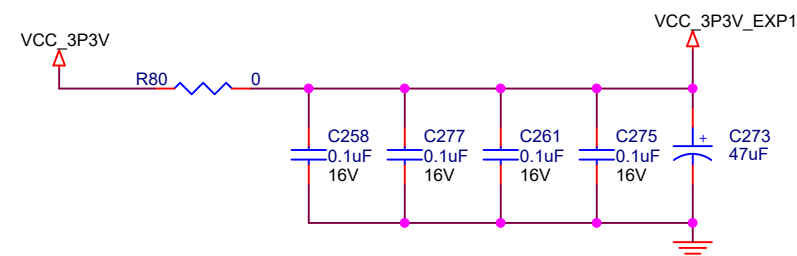 VCC_3P3V_EXP1
VCC_3P3V
R80 0
C258 C277 C261 C275 + C273
0.1uF 0.1uF 0.1uF 0.1uF 47uF
16V 16V 16V 16V